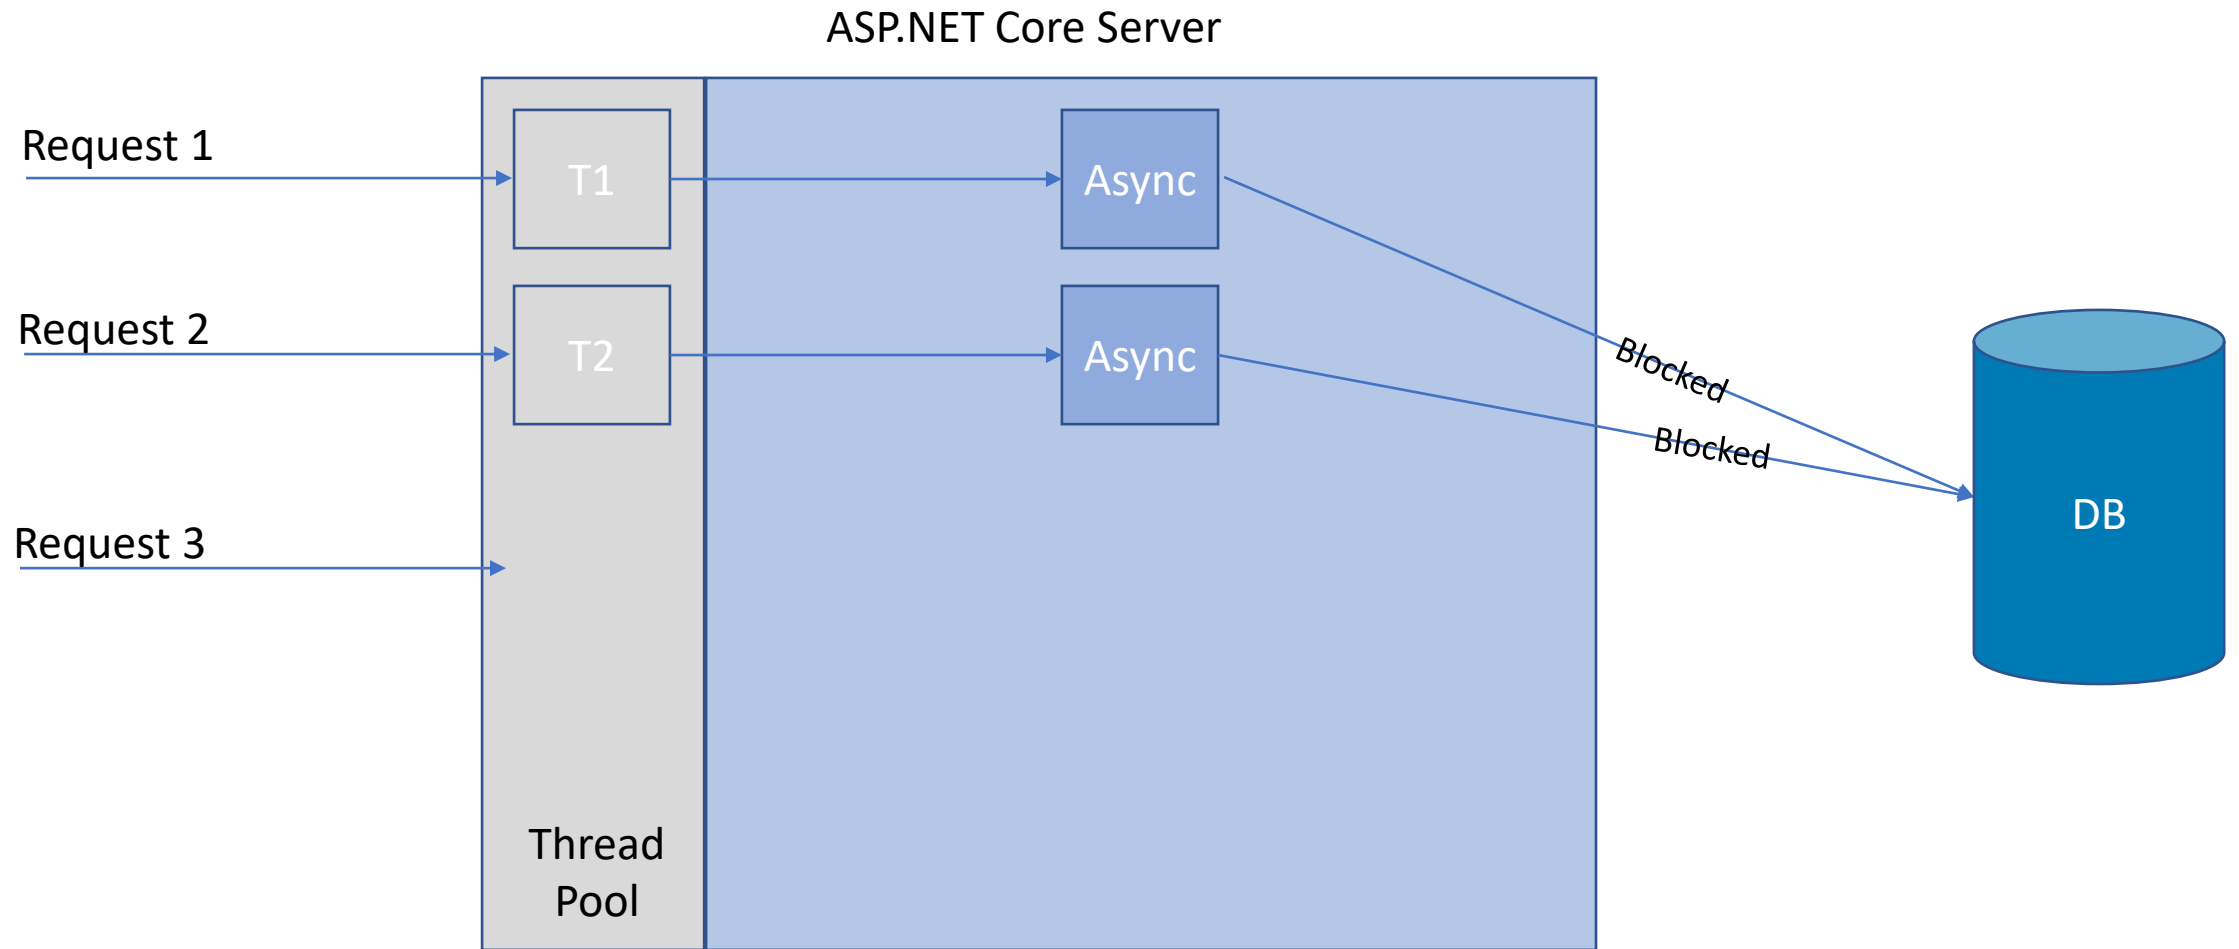 ASP.NET Core Server
Request 1
T1
Async
Request 2
T2
Async
Blocked
Blocked
DB
Request 3
Thread
Pool